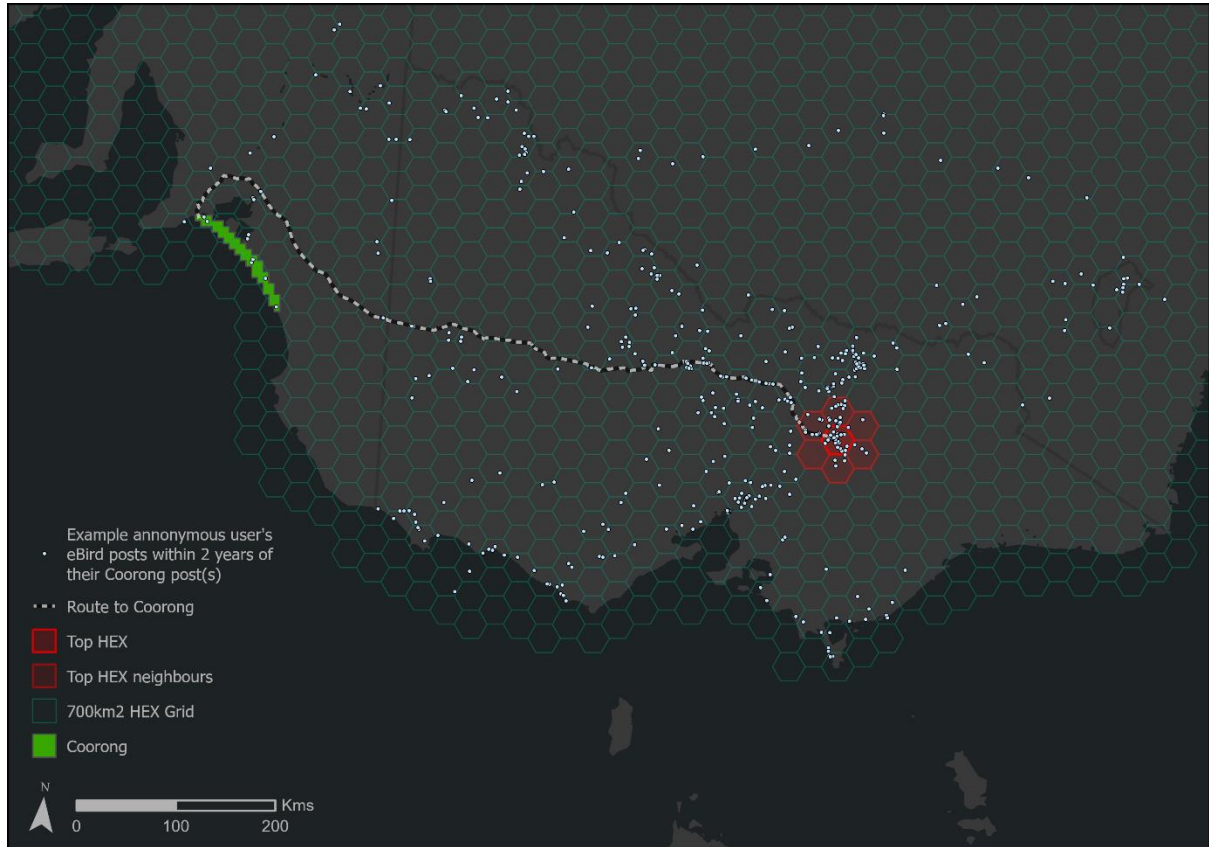 Example annonymous user's
eBird posts within 2 years of
their Coorong post(s)
Route to Coorong
Top HEX
Top HEX neighbours
700km2 HEX Grid
Coorong
N
Kms
0 100 200